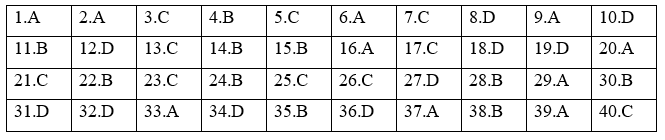 1.A 2.A 3.C 4.B 5.C 6.A 7.C 8.D 9.A 10.D
11.B 12.D 13.C 14.B 15.B 16.A 17.C 18.D 19.D 20.A
21.C 22.B 23.C 24.B 25.C 26.C 27.D 28.B 29.A 30.B
31.D 32.D 33.A 34.D 35.B 36.D 37.A 38.B 39.A 40.C